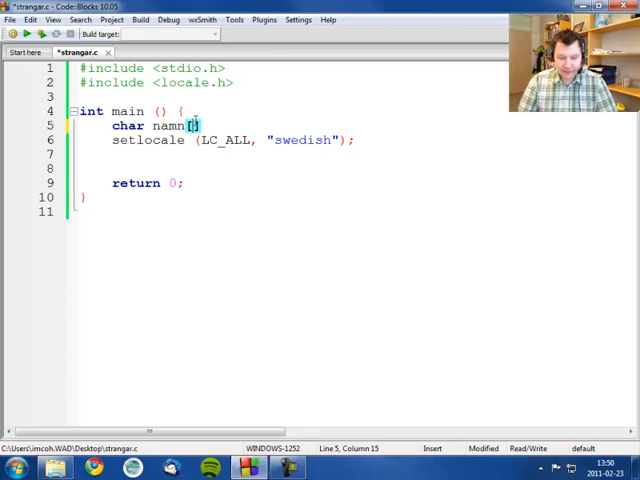 *strangar.c - Code::Blocks 10.05
File Edit View Search Project Build Debug wxSmith Tools Plugins Settings Help
Build target:
Start here *strangar.c
1 #include <stdio.h>
2 #include <locale.h>
3
4 int main () {
5 char namn[]
6 setlocale (LC_ALL, "swedish");
7
8
9 return 0;
10 }
11
C:\Users\imcoh.WAD\Desktop\strangar.c WINDOWS-1252 Line 5, Column 15 Insert Modified Read/Write default
13:50
2011-02-23